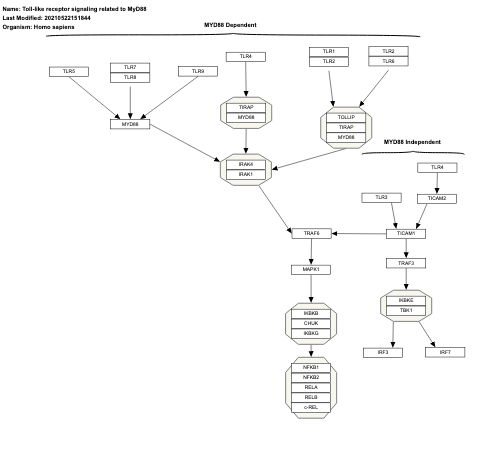 Name: Toll-like receptor signaling related to MyD88
Last Modified: 20210522151844
Organism: Homo sapiens
MYD88 Dependent
TLR5
TLR7
TLR8
TLR9
TLR4
TLR1
TLR2
TLR2
TLR6
MYD88
TIRAP
MYD88
TOLLIP
TIRAP
MYD88
MYD88 Independent
IRAK4
IRAK1
TLR4
TLR3
TICAM2
TRAF6
TICAM1
MAPK1
TRAF3
IKBKB
CHUK
IKBKG
IKBKE
TBK1
IRF3
IRF7
NFKB1
NFKB2
RELA
RELB
c-REL